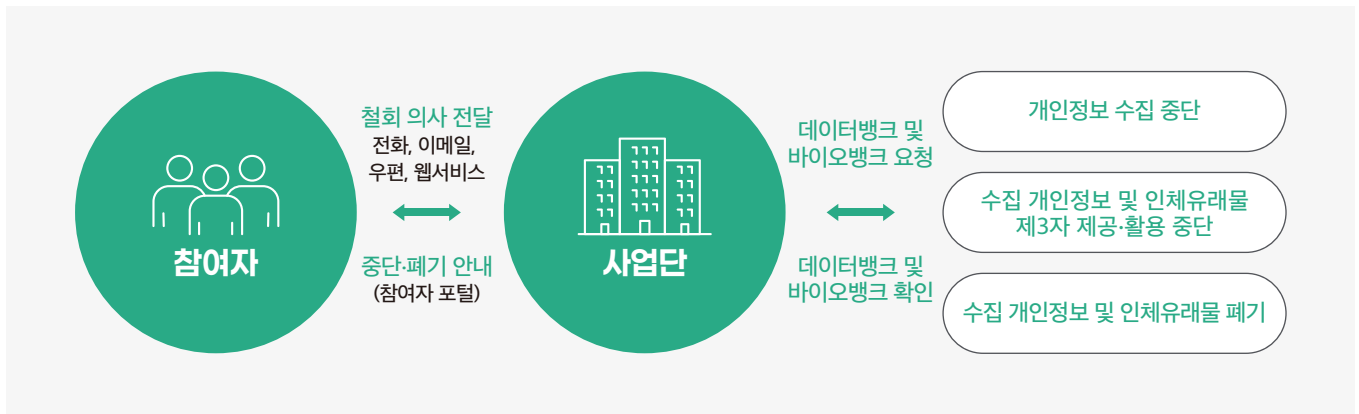 참여자
철회 의사 전달
전화, 이메일,
우편, 웹서비스
중단·폐기 안내
(참여자 포털)
사업단
데이터뱅크 및
바이오뱅크 요청
데이터뱅크 및
바이오뱅크 확인
개인정보 수집 중단
수집 개인정보 및 인체유래물
제3자 제공·활용 중단
수집 개인정보 및 인체유래물 폐기